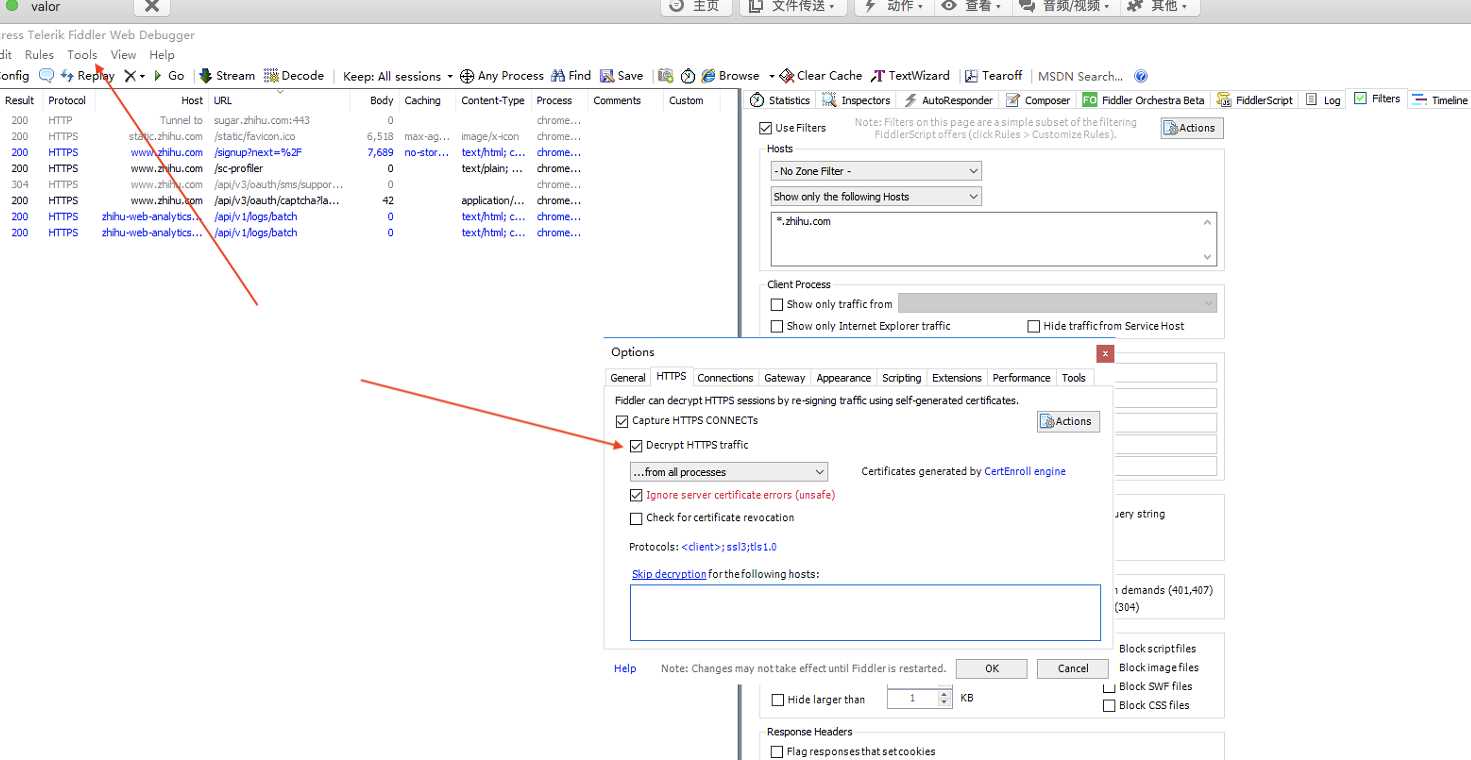 valor
主页 文件传送 动作 查看 音频/视频 其他
ress Telerik Fiddler Web Debugger
dit Rules Tools View Help
onfig Replay Go Stream Decode Keep: All sessions Any Process Find Save Browse Clear Cache TextWizard Tearoff MSDN Search...
Result Protocol Host URL Body Caching Content-Type Process Comments Custom
200 HTTP Tunnel to sugar.zhihu.com:443 0 chrome...
200 HTTPS static.zhihu.com /static/favicon.ico 6,518 max-ag... image/x-icon chrome...
200 HTTPS www.zhihu.com /signup?next=%2F 7,689 no-stor... text/html; c... chrome...
200 HTTPS www.zhihu.com /sc-profiler 0 text/plain; ... chrome...
304 HTTPS www.zhihu.com /api/v3/oauth/sms/suppor... 0 chrome...
200 HTTPS www.zhihu.com /api/v3/oauth/captcha?la... 42 application/... chrome...
200 HTTPS zhihu-web-analytics... /api/v1/logs/batch 0 text/html; c... chrome...
200 HTTPS zhihu-web-analytics... /api/v1/logs/batch 0 text/html; c... chrome...
Statistics Inspectors AutoResponder Composer FO Fiddler Orchestra Beta FiddlerScript Log Filters Timeline
Use Filters
Note: Filters on this page are a simple subset of the filtering
FiddlerScript offers (click Rules > Customize Rules).
Actions
Hosts
- No Zone Filter -
Show only the following Hosts
*.zhihu.com
Client Process
Show only traffic from
Show only Internet Explorer traffic Hide traffic from Service Host
Options
x
General HTTPS Connections Gateway Appearance Scripting Extensions Performance Tools
Fiddler can decrypt HTTPS sessions by re-signing traffic using self-generated certificates.
Capture HTTPS CONNECTs
Actions
Decrypt HTTPS traffic
...from all processes
Certificates generated by CertEnroll engine
Ignore server certificate errors (unsafe)
Check for certificate revocation
Protocols: <client>;ssl3;tls1.0
Skip decryption for the following hosts:
Help Note: Changes may not take effect until Fiddler is restarted. OK Cancel
uery string
demands (401,407)
(304)
Block script files
Block image files
Block SWF files
Block CSS files
Hide larger than 1 KB
Response Headers
Flag responses that set cookies